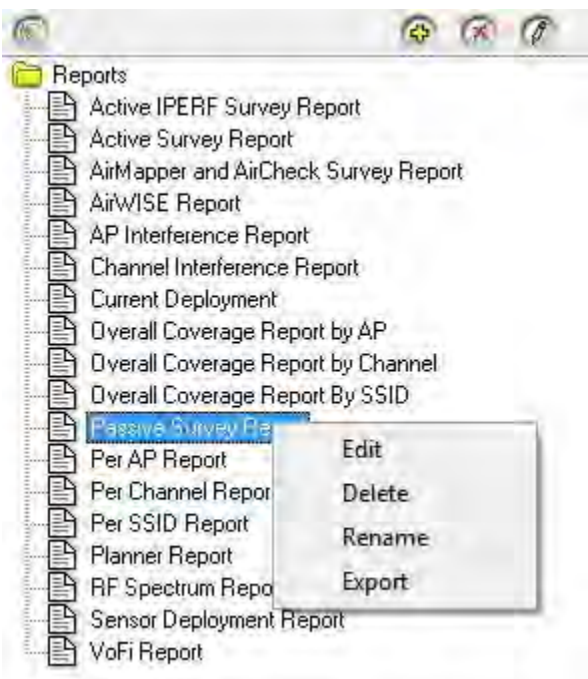 Reports
Active IPERF Survey Report
Active Survey Report
AirMapper and AirCheck Survey Report
AirWISE Report
AP Interference Report
Channel Interference Report
Current Deployment
Overall Coverage Report by AP
Overall Coverage Report by Channel
Overall Coverage Report By SSID
Passive Survey Re
Edit
Per AP Report
Delete
Per Channel Repor
Per SSID Report
Rename
Planner Report
Export
RF Spectrum Repo
Sensor Deployment Report
VoFi Report